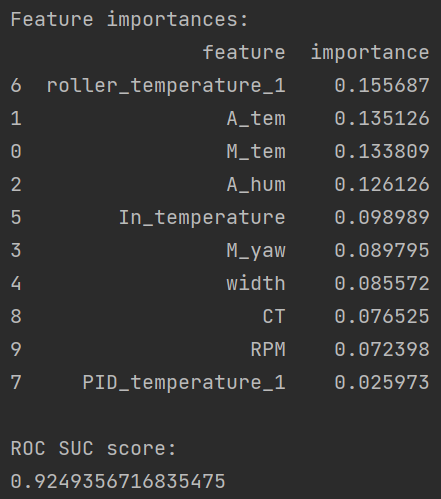 Feature importances:
feature importance
6 roller_temperature_1 0.155687
1 A_tem 0.135126
0 M_tem 0.133809
2 A_hum 0.126126
5 In_temperature 0.098989
3 M_yaw 0.089795
4 width 0.085572
8 CT 0.076525
9 RPM 0.072398
7 PID_temperature_1 0.025973
ROC SUC score:
0.9249356716835475